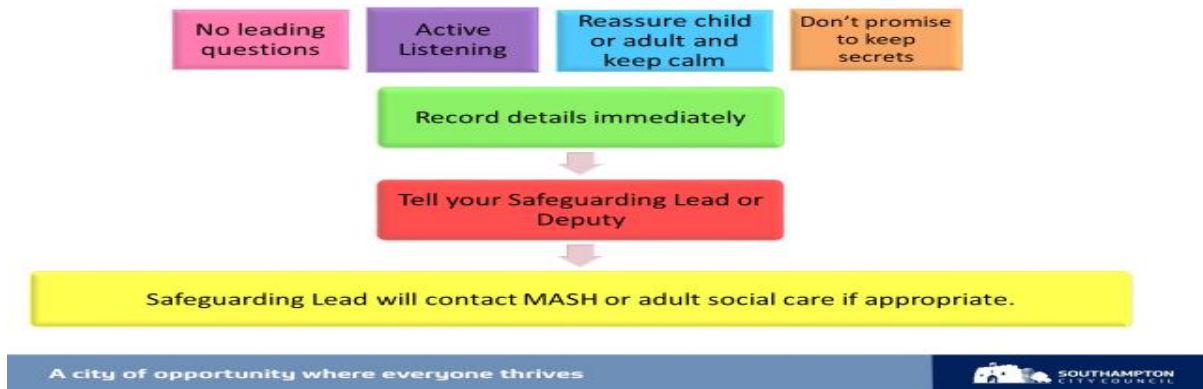 No leading
questions
Active
Listening
Reassure child
or adult and
keep calm
Don't promise
to keep
secrets
Record details immediately
Tell your Safeguarding Lead or
Deputy
Safeguarding Lead will contact MASH or adult social care if appropriate.
A city of opportunity where everyone thrives
SOUTHAMPTON
CITY COUNCIL